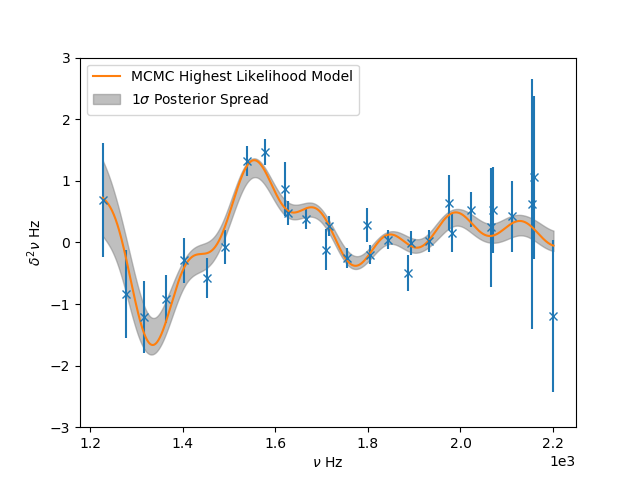 3
2
1
0
−1
−2
−3
δ²ν Hz
MCMC Highest Likelihood Model
1σ Posterior Spread
1.2 1.4 1.6 1.8 2.0 2.2
1e3
ν Hz